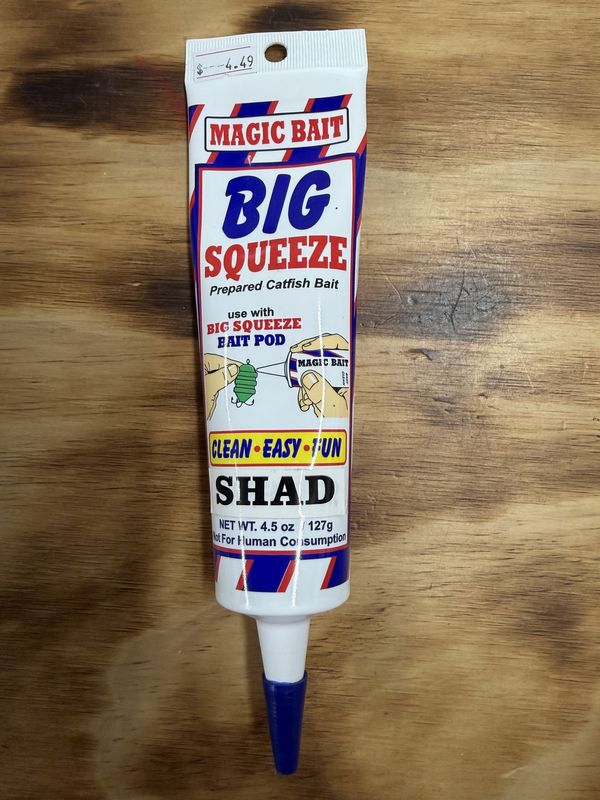 $---4.49
MAGIC BAIT
BIG
SQUEEZE
Prepared Catfish Bait
use with
BIG SQUEEZE
BAIT POD
MAGIC BAIT
CLEAN • EASY • FUN
SHAD
NET WT. 4.5 oz / 127g
Not For Human Consumption